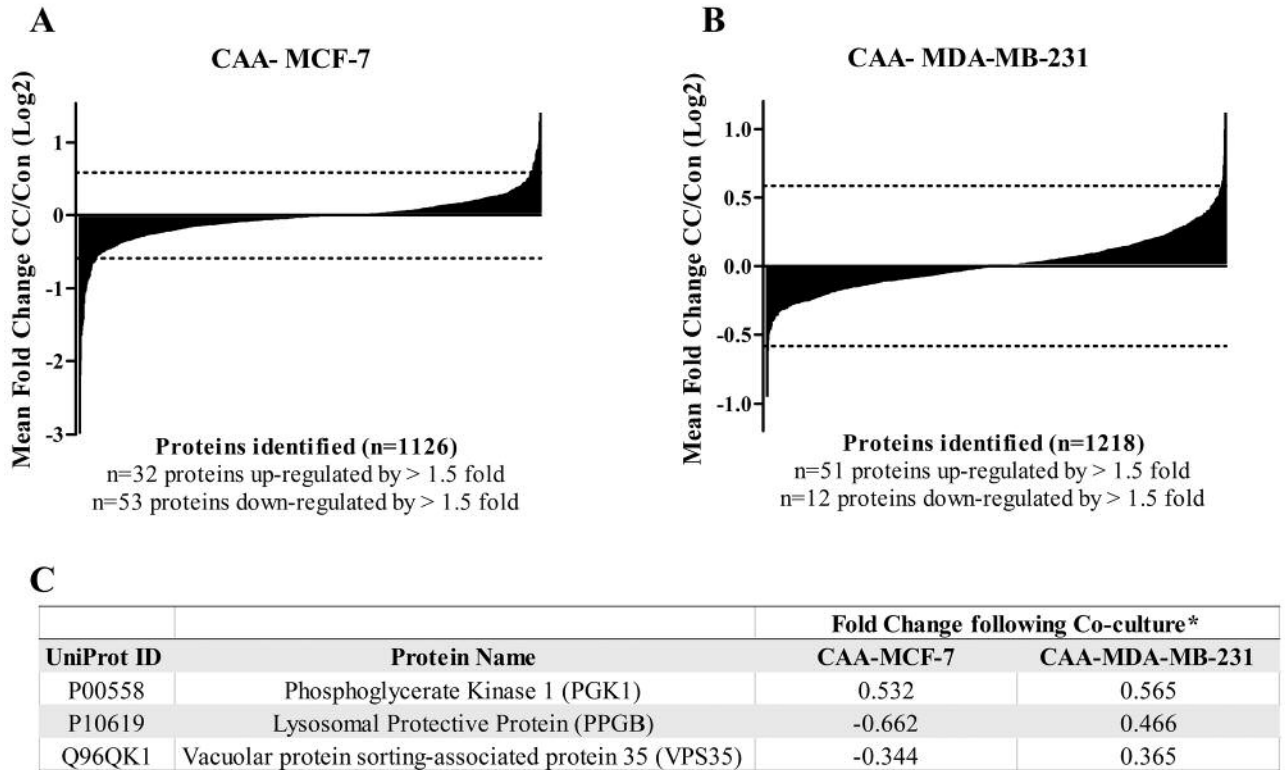 A
CAA- MCF-7
Mean Fold Change CC/Con (Log2)
1
0
-1
-2
-3
Proteins identified (n=1126)
n=32 proteins up-regulated by > 1.5 fold
n=53 proteins down-regulated by > 1.5 fold
B
CAA- MDA-MB-231
Mean Fold Change CC/Con (Log2)
1.0
0.5
0.0
-0.5
-1.0
Proteins identified (n=1218)
n=51 proteins up-regulated by > 1.5 fold
n=12 proteins down-regulated by > 1.5 fold
C
Fold Change following Co-culture*
UniProt ID Protein Name CAA-MCF-7 CAA-MDA-MB-231
P00558 Phosphoglycerate Kinase 1 (PGK1) 0.532 0.565
P10619 Lysosomal Protective Protein (PPGB) -0.662 0.466
Q96QK1 Vacuolar protein sorting-associated protein 35 (VPS35) -0.344 0.365